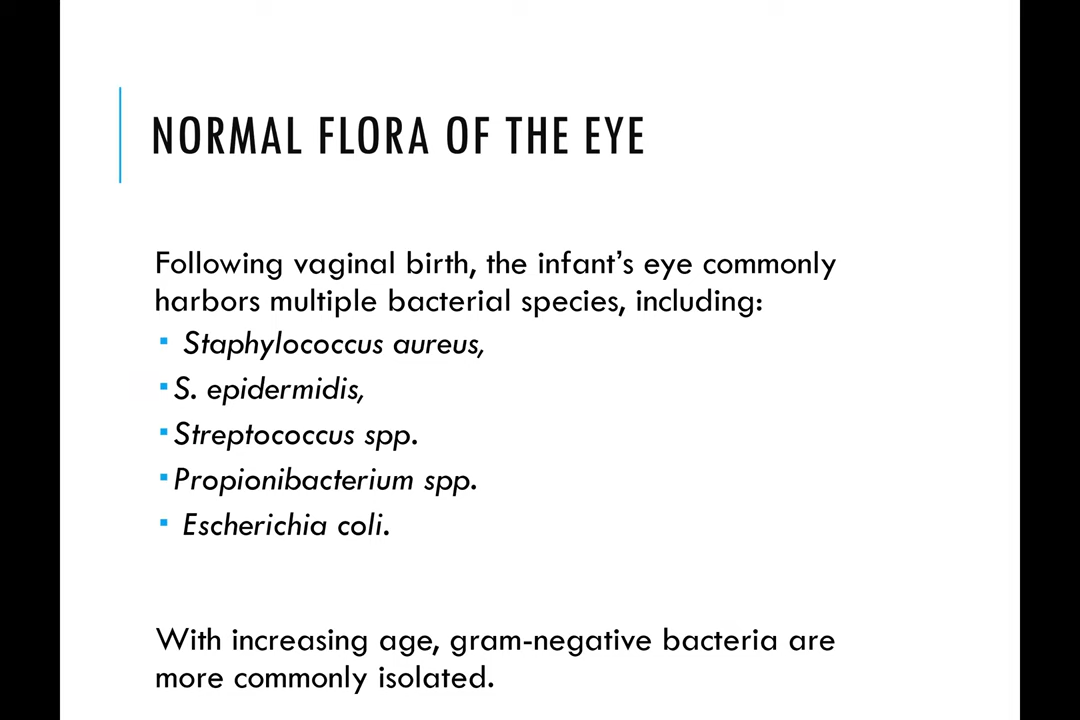 NORMAL FLORA OF THE EYE
Following vaginal birth, the infant’s eye commonly
harbors multiple bacterial species, including:
▪ Staphylococcus aureus,
▪ S. epidermidis,
▪ Streptococcus spp.
▪ Propionibacterium spp.
▪ Escherichia coli.
With increasing age, gram-negative bacteria are
more commonly isolated.